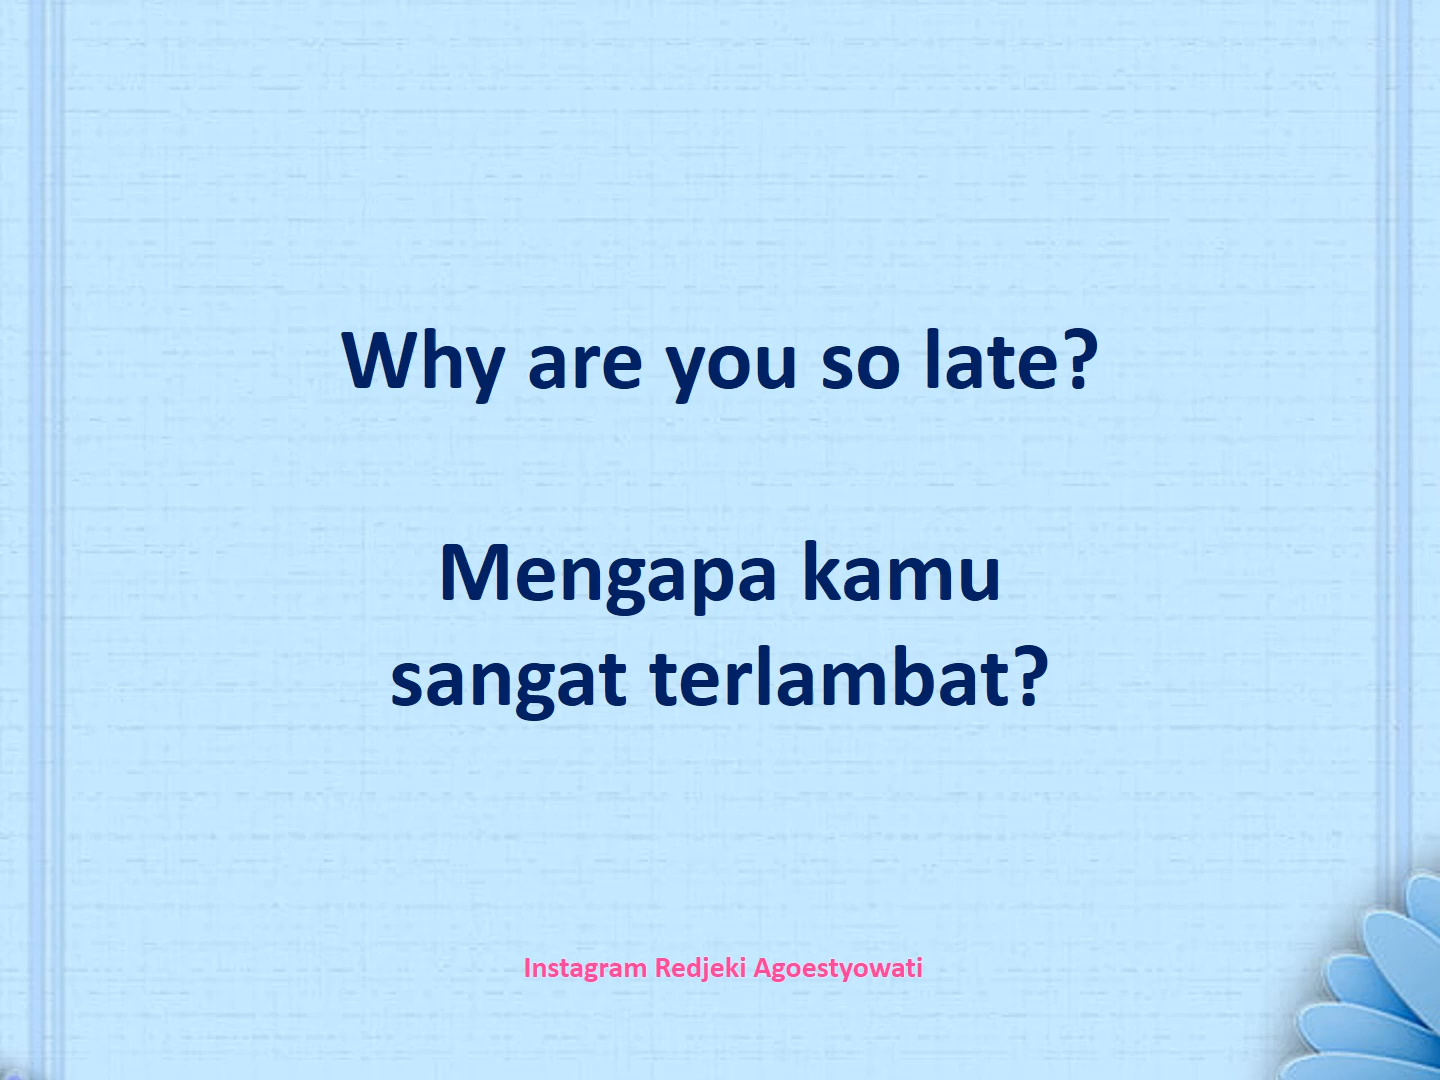 Why are you so late?
Mengapa kamu
sangat terlambat?
Instagram Redjeki Agoestyowati